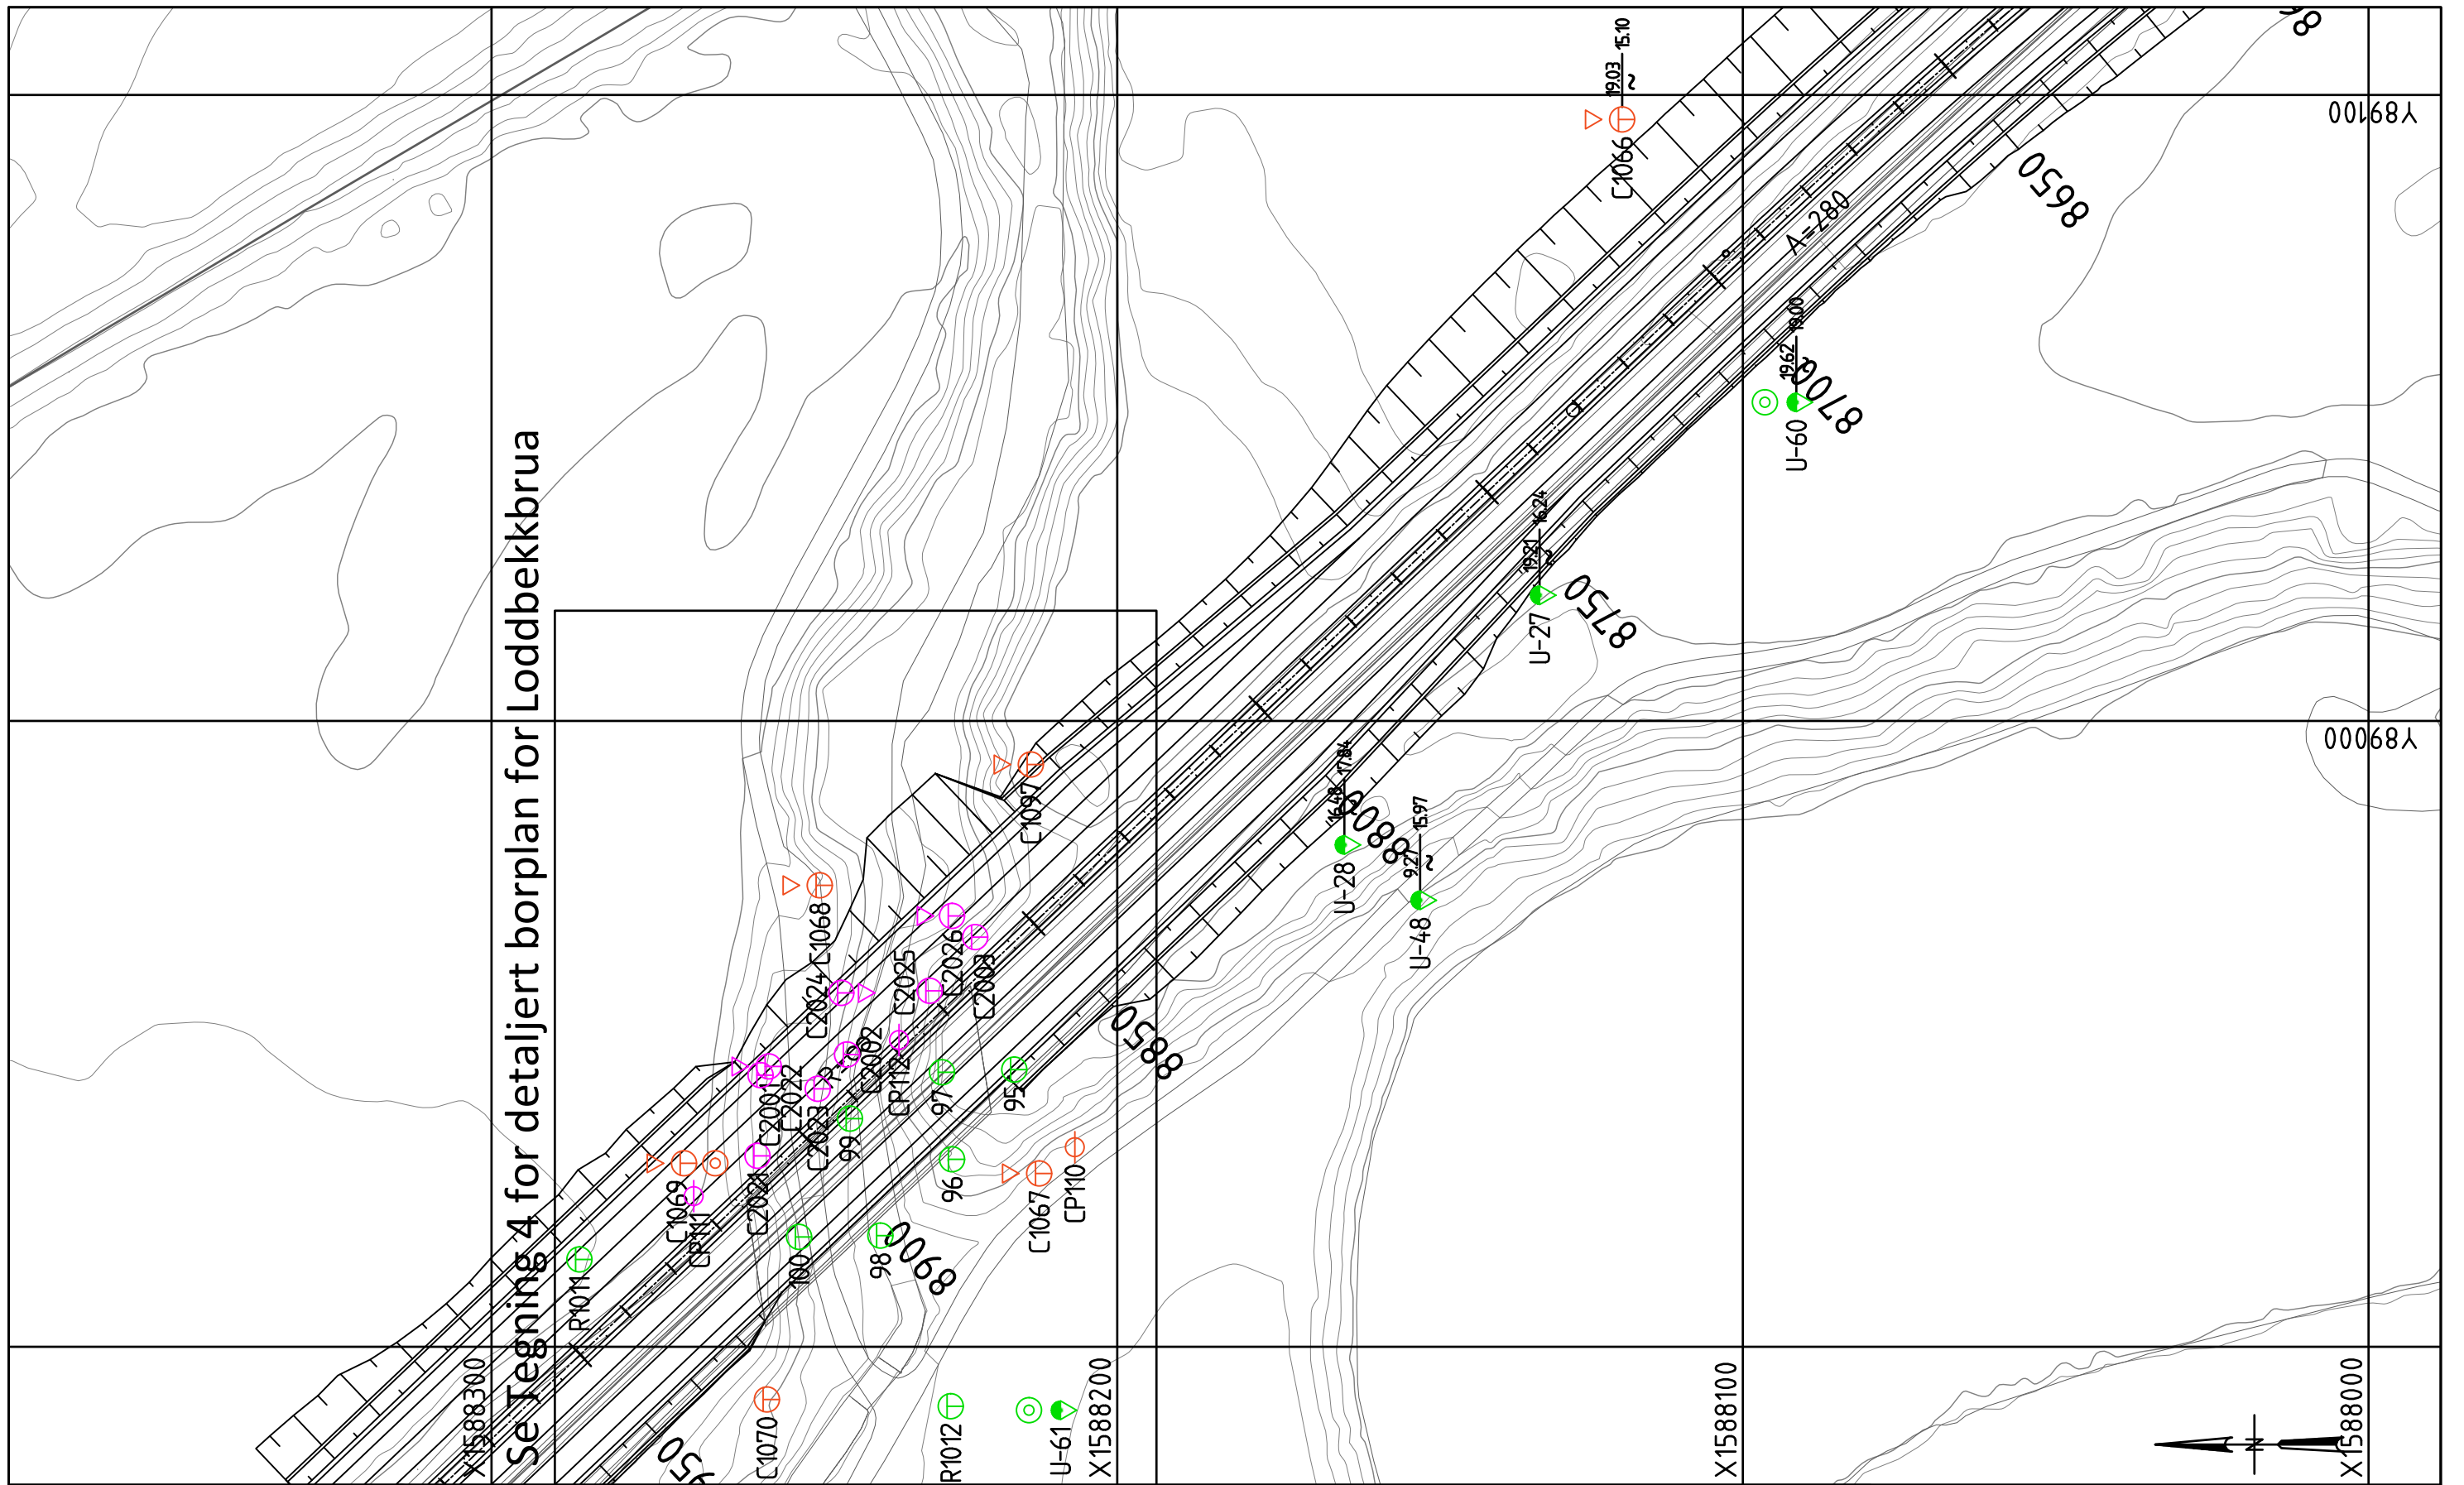 Se Tegning 4 for detaljert borplan for Loddbekkbrua
X1588300
X1588200
X1588100
X1588000
Y89100
Y89000
8650
8700
8750
8800
8850
8900
A=280
C1066
19.03
15.10
U-60
19.62
19.00
U-27
19.21
16.24
U-28
16.48
17.84
U-48
9.27
15.97
C1097
C1068
C2024
C2025
C2026
C2003
C2002
CP112
C2001
C2022
C2023
C2021
97
95
99
96
98
100
C1069
CP111
C1067
CP110
R1011
C1070
R1012
U-61
N